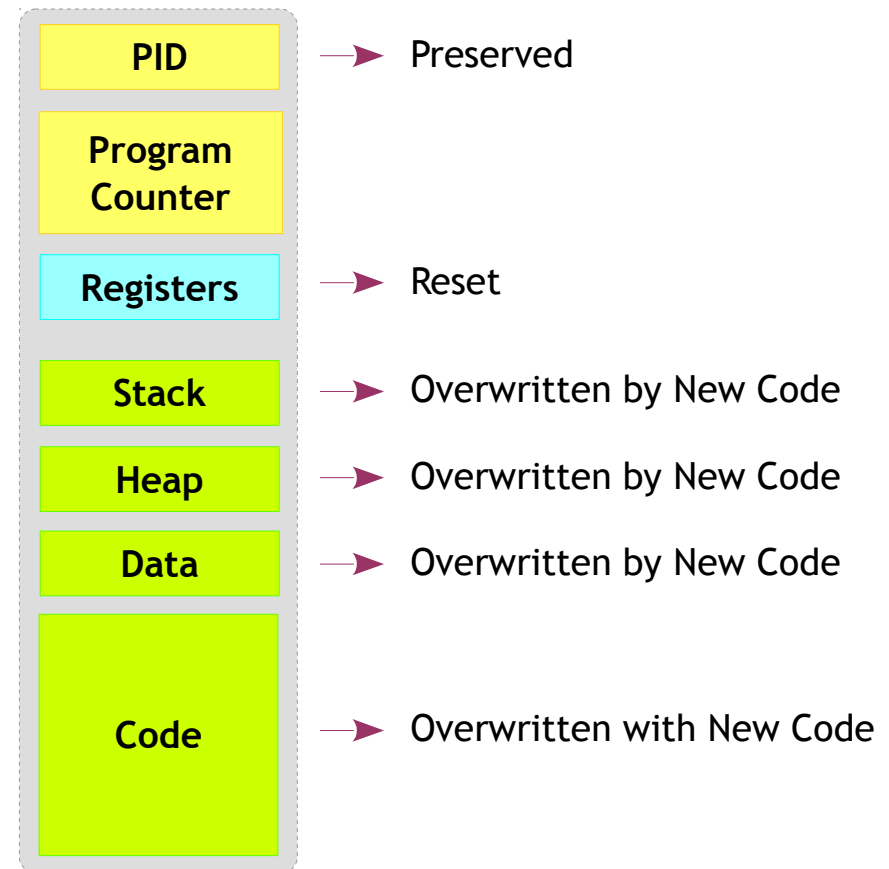 PID
Preserved
Program
Counter
Registers
Reset
Stack
Overwritten by New Code
Heap
Overwritten by New Code
Data
Overwritten by New Code
Code
Overwritten with New Code